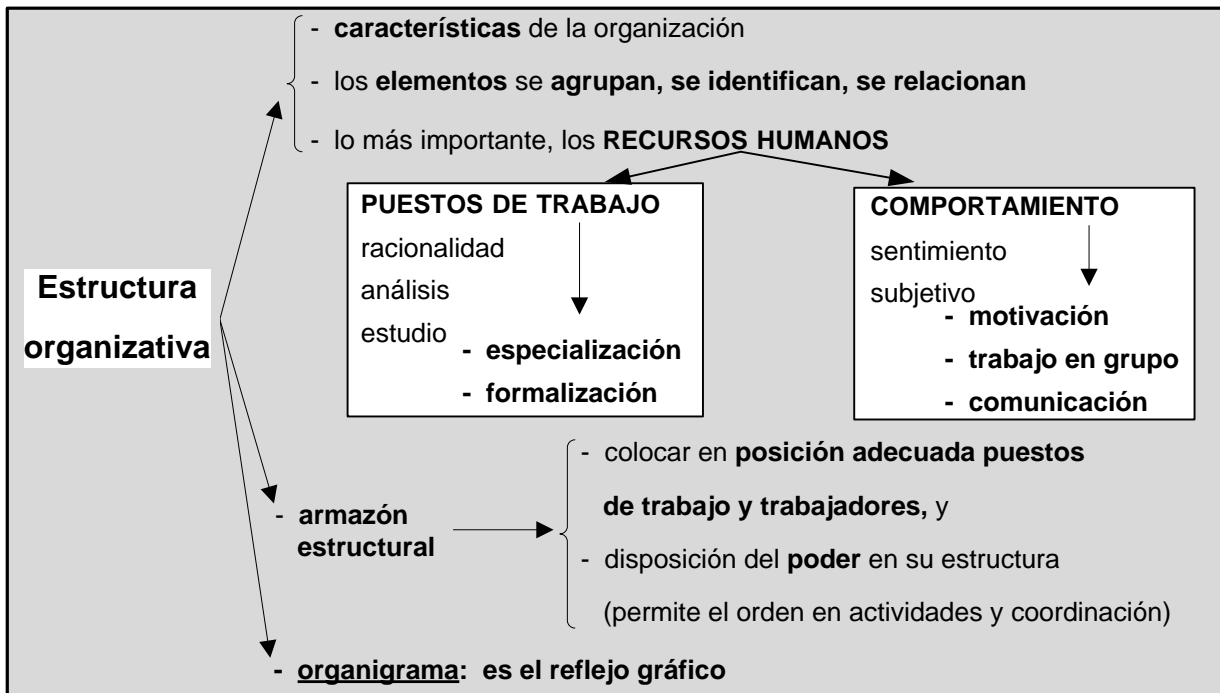 - características de la organización
- los elementos se agrupan, se identifican, se relacionan
- lo más importante, los RECURSOS HUMANOS
PUESTOS DE TRABAJO
racionalidad
análisis
estudio
- especialización
- formalización
COMPORTAMIENTO
sentimiento
subjetivo
- motivación
- trabajo en grupo
- comunicación
Estructura
organizativa
- armazón
estructural
- colocar en posición adecuada puestos
de trabajo y trabajadores, y
- disposición del poder en su estructura
(permite el orden en actividades y coordinación)
- organigrama: es el reflejo gráfico